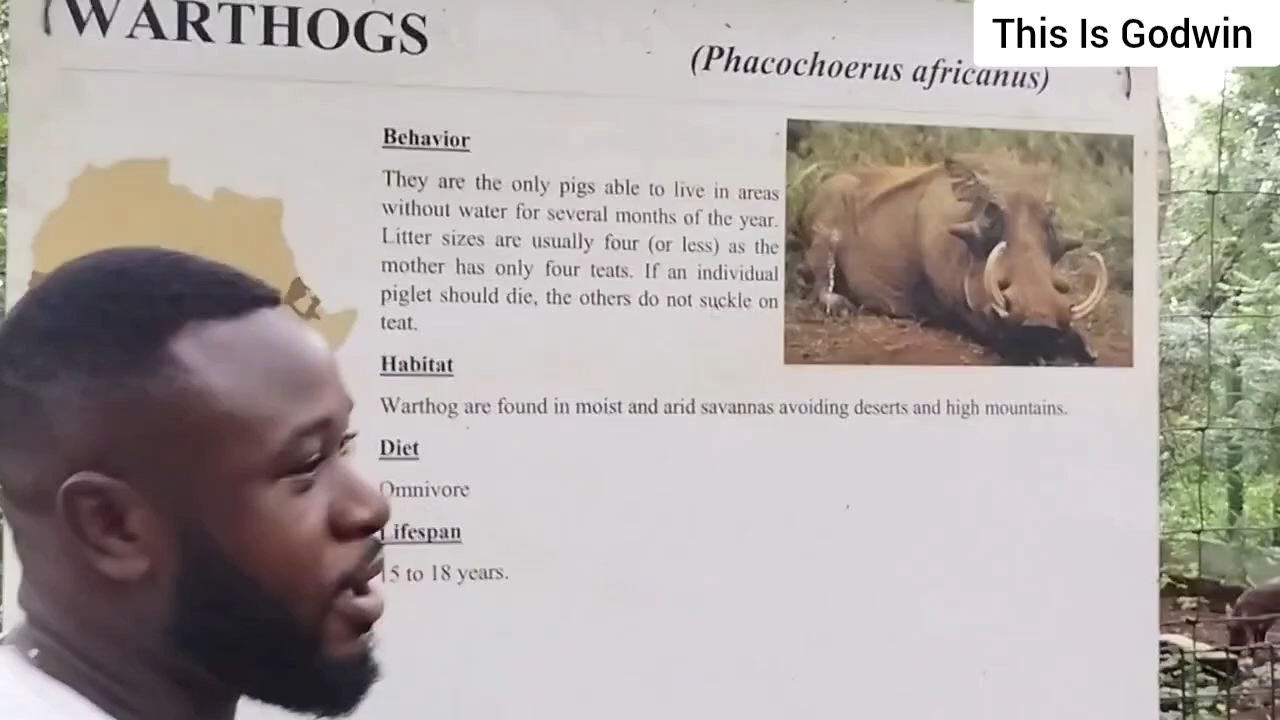 WARTHOGS
(Phacochoerus africanus)
This Is Godwin
Behavior
They are the only pigs able to live in areas
without water for several months of the year.
Litter sizes are usually four (or less) as the
mother has only four teats. If an individual
piglet should die, the others do not suckle on
teat.
Habitat
Warthog are found in moist and arid savannas avoiding deserts and high mountains.
Diet
Omnivore
Lifespan
15 to 18 years.